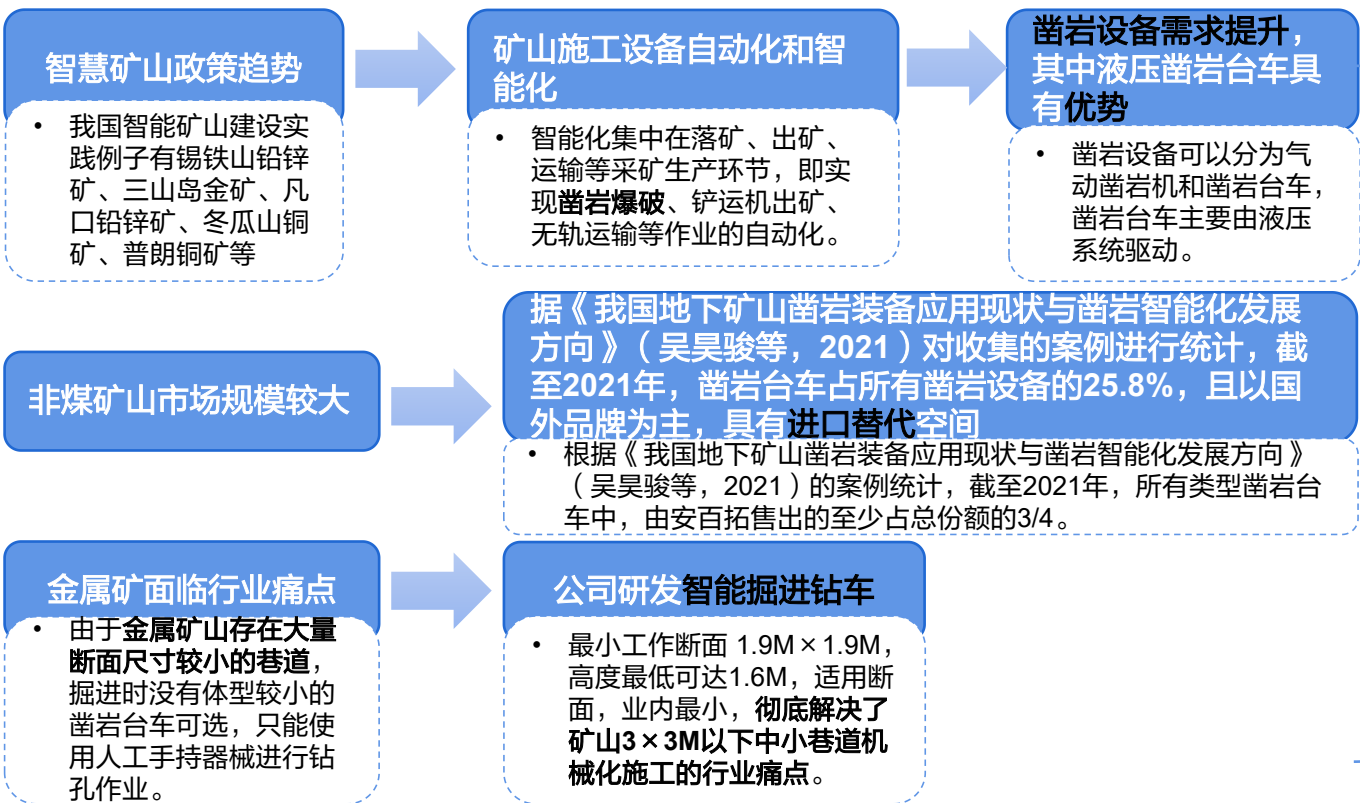 智慧矿山政策趋势
• 我国智能矿山建设实
践例子有锡铁山铅锌
矿、三山岛金矿、凡
口铅锌矿、冬瓜山铜
矿、普朗铜矿等
矿山施工设备自动化和智
能化
• 智能化集中在落矿、出矿、
运输等采矿生产环节，即实
现凿岩爆破、铲运机出矿、
无轨运输等作业的自动化。
凿岩设备需求提升，
其中液压凿岩台车具
有优势
• 凿岩设备可以分为气
动凿岩机和凿岩台车，
凿岩台车主要由液压
系统驱动。
非煤矿山市场规模较大
据《我国地下矿山凿岩装备应用现状与凿岩智能化发展
方向》（吴昊骏等，2021）对收集的案例进行统计，截
至2021年，凿岩台车占所有凿岩设备的25.8%，且以国
外品牌为主，具有进口替代空间
• 根据《我国地下矿山凿岩装备应用现状与凿岩智能化发展方向》
（吴昊骏等，2021）的案例统计，截至2021年，所有类型凿岩台
车中，由安百拓售出的至少占总份额的3/4。
金属矿面临行业痛点
• 由于金属矿山存在大量
断面尺寸较小的巷道，
掘进时没有体型较小的
凿岩台车可选，只能使
用人工手持器械进行钻
孔作业。
公司研发智能掘进钻车
• 最小工作断面 1.9M×1.9M，
高度最低可达1.6M，适用断
面，业内最小，彻底解决了
矿山3×3M以下中小巷道机
械化施工的行业痛点。